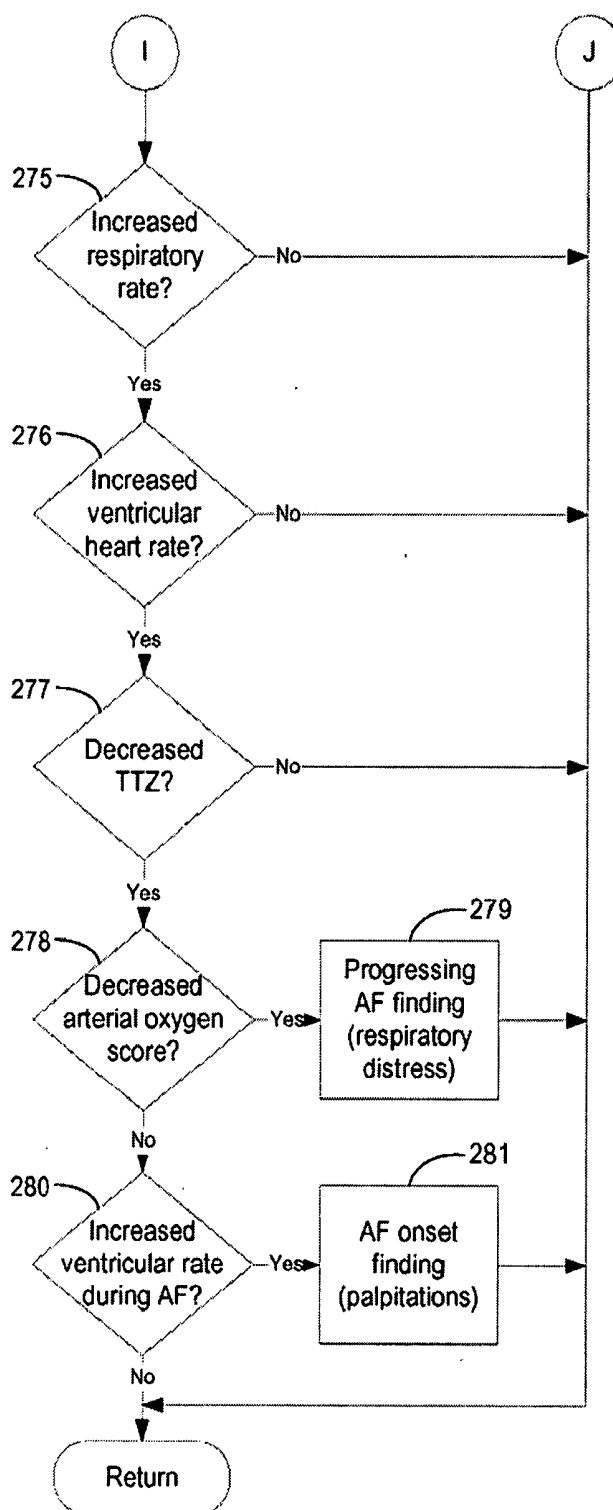 I
J
275
Increased
respiratory
rate?
No
Yes
276
Increased
ventricular
heart rate?
No
Yes
277
Decreased
TTZ?
No
Yes
278
Decreased
arterial oxygen
score?
Yes
279
Progressing
AF finding
(respiratory
distress)
No
280
Increased
ventricular rate
during AF?
Yes
281
AF onset
finding
(palpitations)
No
Return